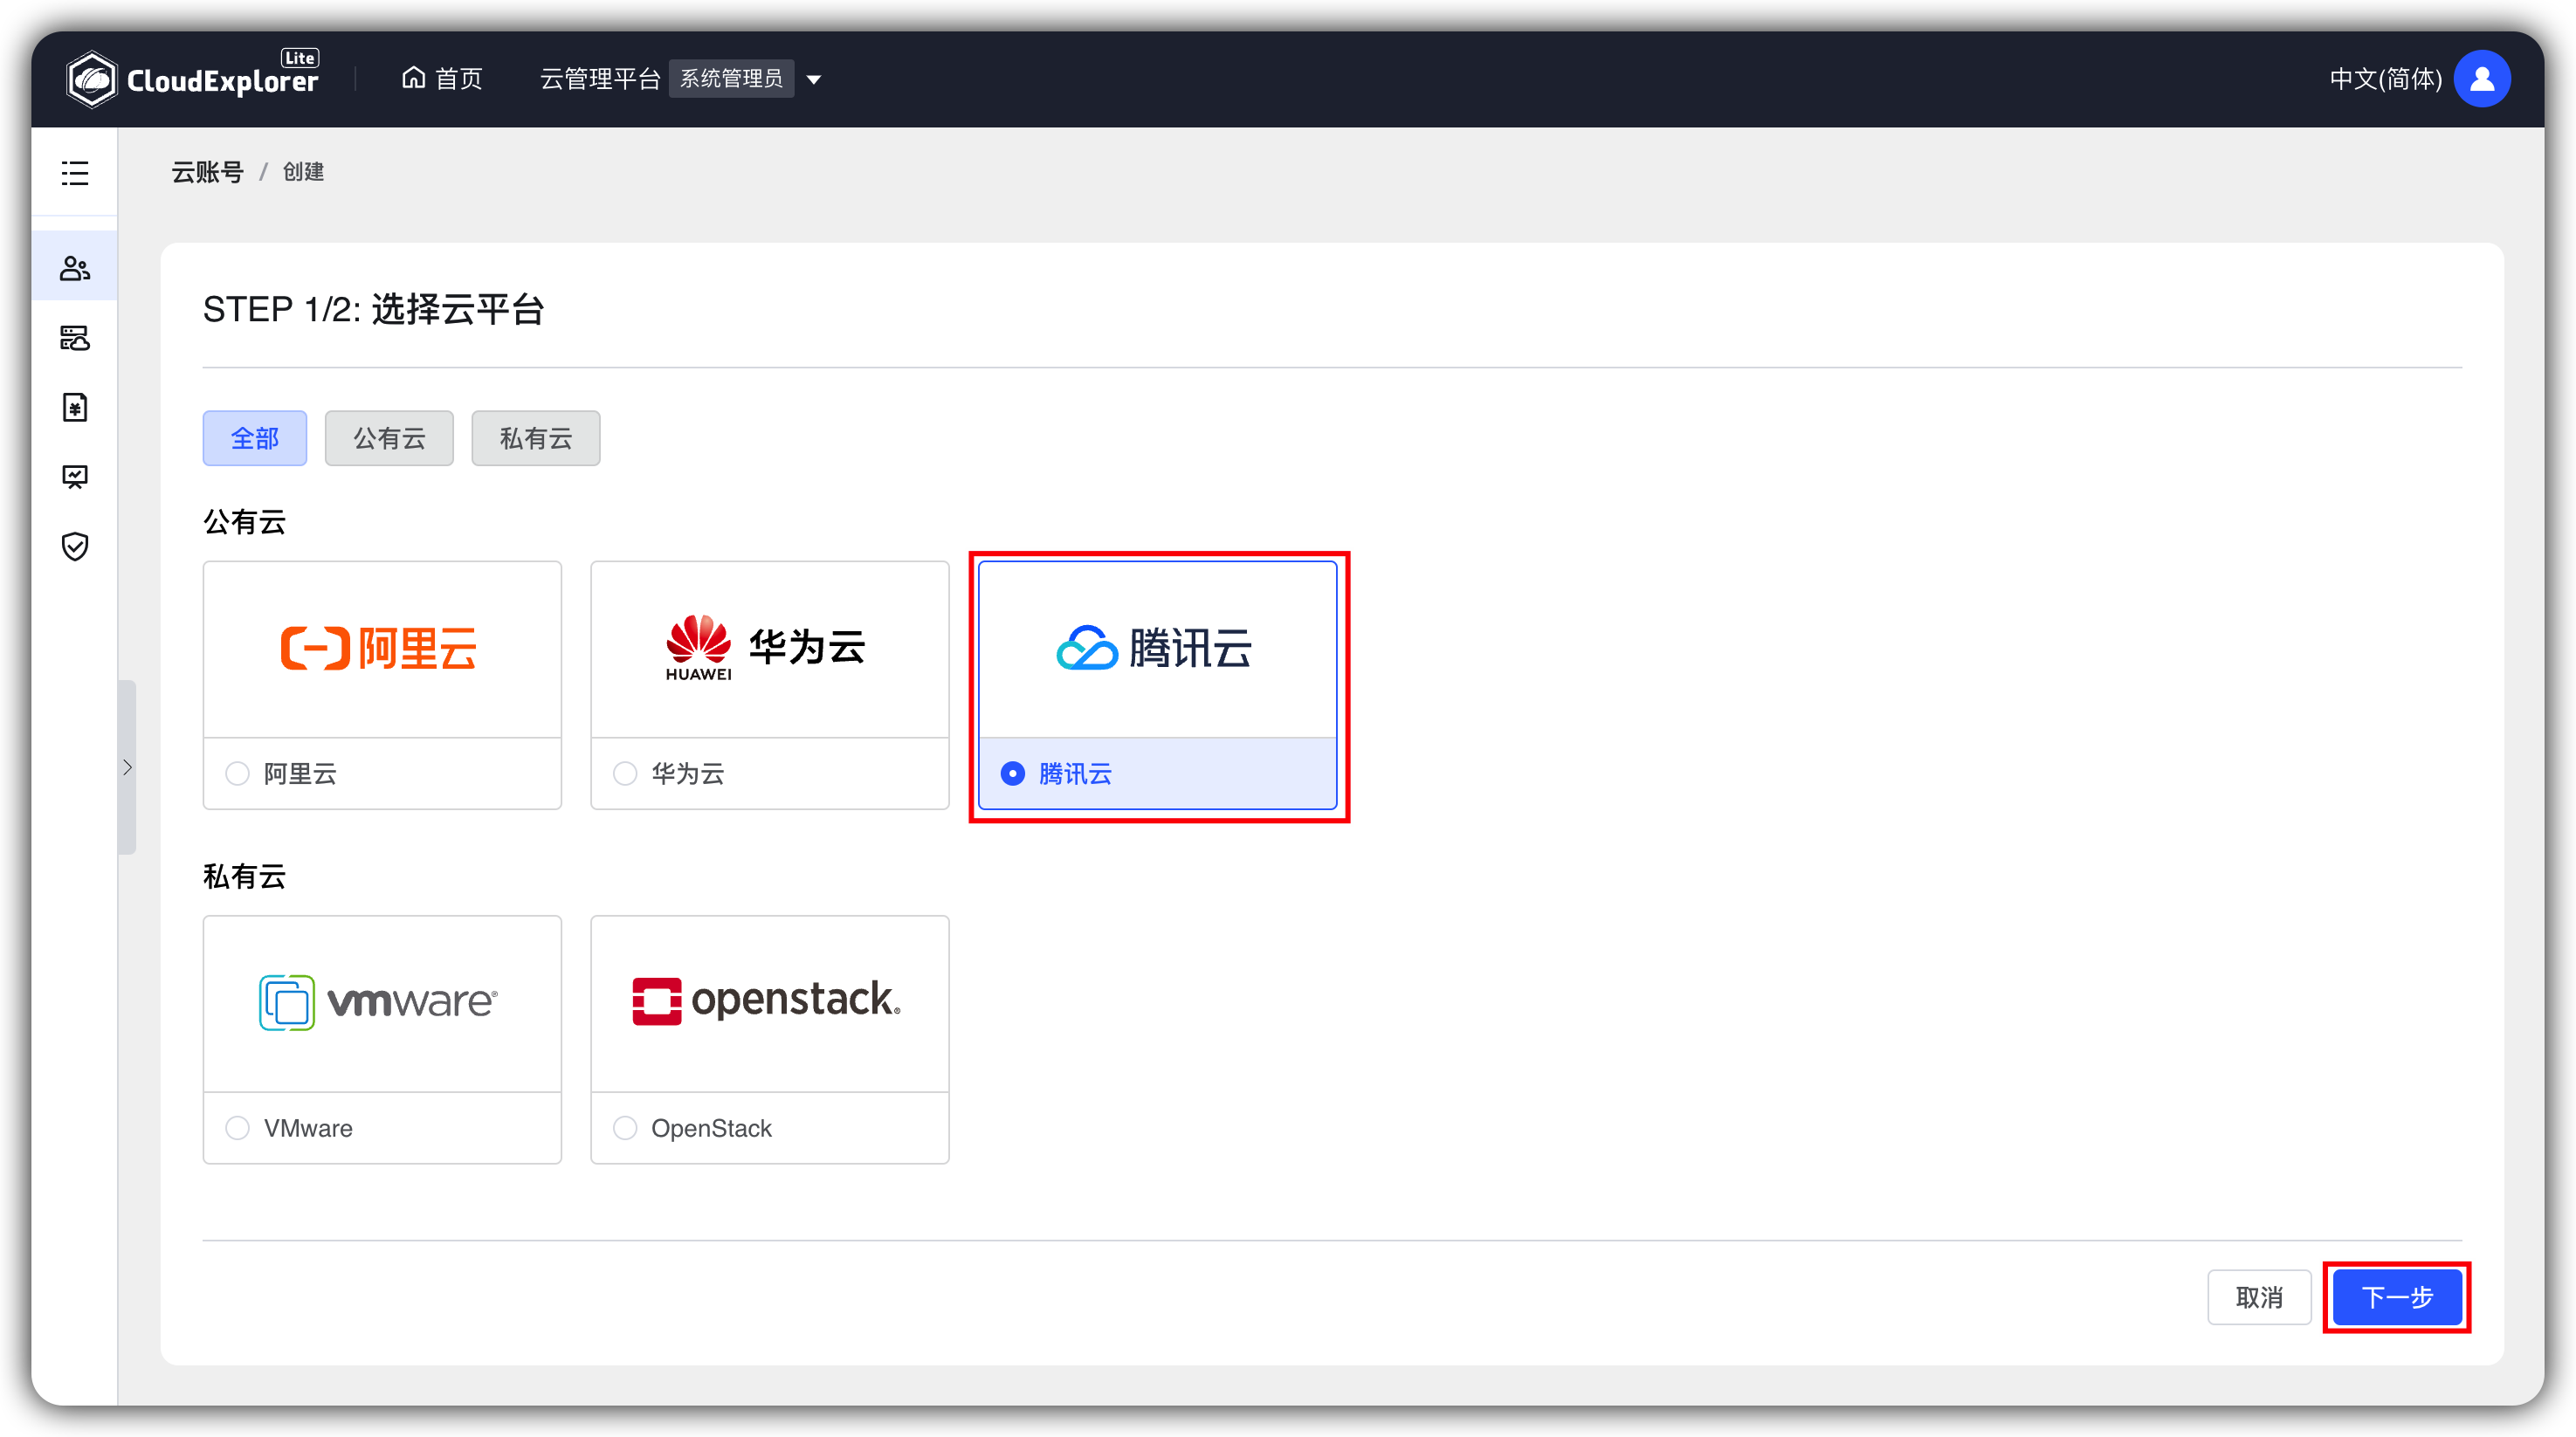 CloudExplorer Lite 首页 云管理平台 系统管理员 中文(简体)
云账号 / 创建
STEP 1/2: 选择云平台
全部 公有云 私有云
公有云
阿里云 HUAWEI 华为云 腾讯云
阿里云 华为云 腾讯云
私有云
vmware® openstack®
VMware OpenStack
取消 下一步